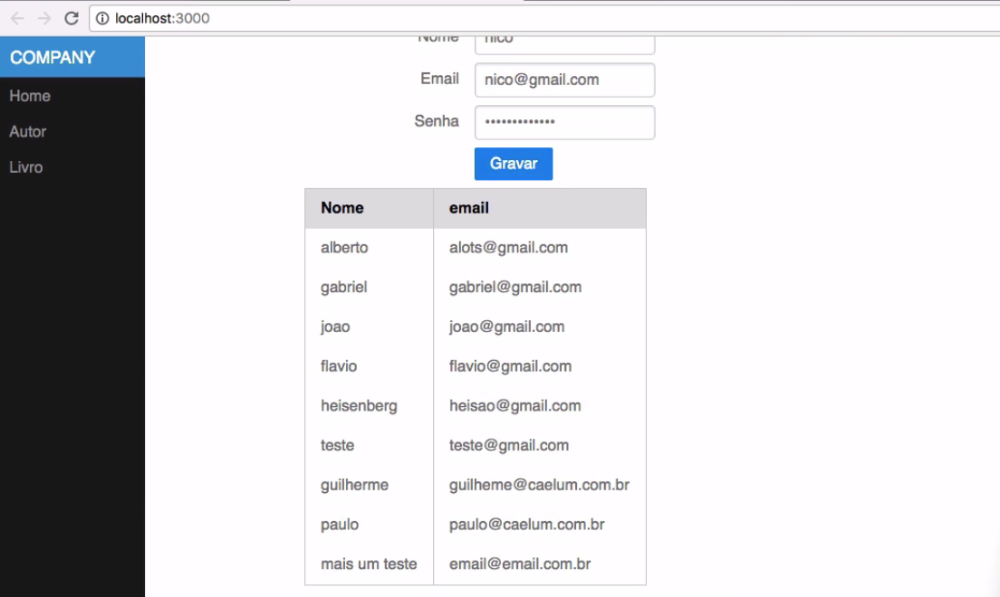 localhost:3000
COMPANY
Home
Autor
Livro
Nome nico
Email nico@gmail.com
Senha •••••••••••••
Gravar
Nome email
alberto alots@gmail.com
gabriel gabriel@gmail.com
joao joao@gmail.com
flavio flavio@gmail.com
heisenberg heisao@gmail.com
teste teste@gmail.com
guilherme guilheme@caelum.com.br
paulo paulo@caelum.com.br
mais um teste email@email.com.br